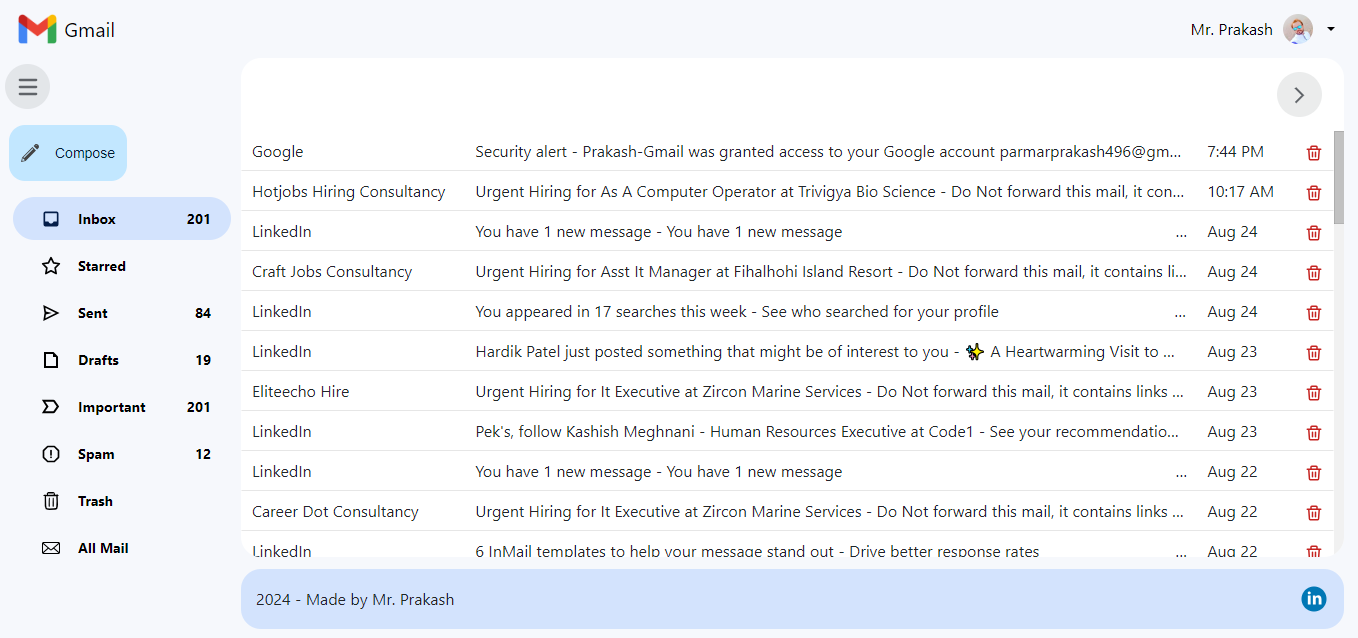 Gmail
Mr. Prakash
Compose
Inbox 201
Starred
Sent 84
Drafts 19
Important 201
Spam 12
Trash
All Mail
Google Security alert - Prakash-Gmail was granted access to your Google account parmarprakash496@gm... 7:44 PM
Hotjobs Hiring Consultancy Urgent Hiring for As A Computer Operator at Trivigya Bio Science - Do Not forward this mail, it con... 10:17 AM
LinkedIn You have 1 new message - You have 1 new message ... Aug 24
Craft Jobs Consultancy Urgent Hiring for Asst It Manager at Fihalhohi Island Resort - Do Not forward this mail, it contains li... Aug 24
LinkedIn You appeared in 17 searches this week - See who searched for your profile ... Aug 24
LinkedIn Hardik Patel just posted something that might be of interest to you - ✨ A Heartwarming Visit to ... Aug 23
Eliteecho Hire Urgent Hiring for It Executive at Zircon Marine Services - Do Not forward this mail, it contains links ... Aug 23
LinkedIn Pek's, follow Kashish Meghnani - Human Resources Executive at Code1 - See your recommendatio... Aug 23
LinkedIn You have 1 new message - You have 1 new message ... Aug 22
Career Dot Consultancy Urgent Hiring for It Executive at Zircon Marine Services - Do Not forward this mail, it contains links ... Aug 22
LinkedIn 6 InMail templates to help your message stand out - Drive better response rates ... Aug 22
2024 - Made by Mr. Prakash
in